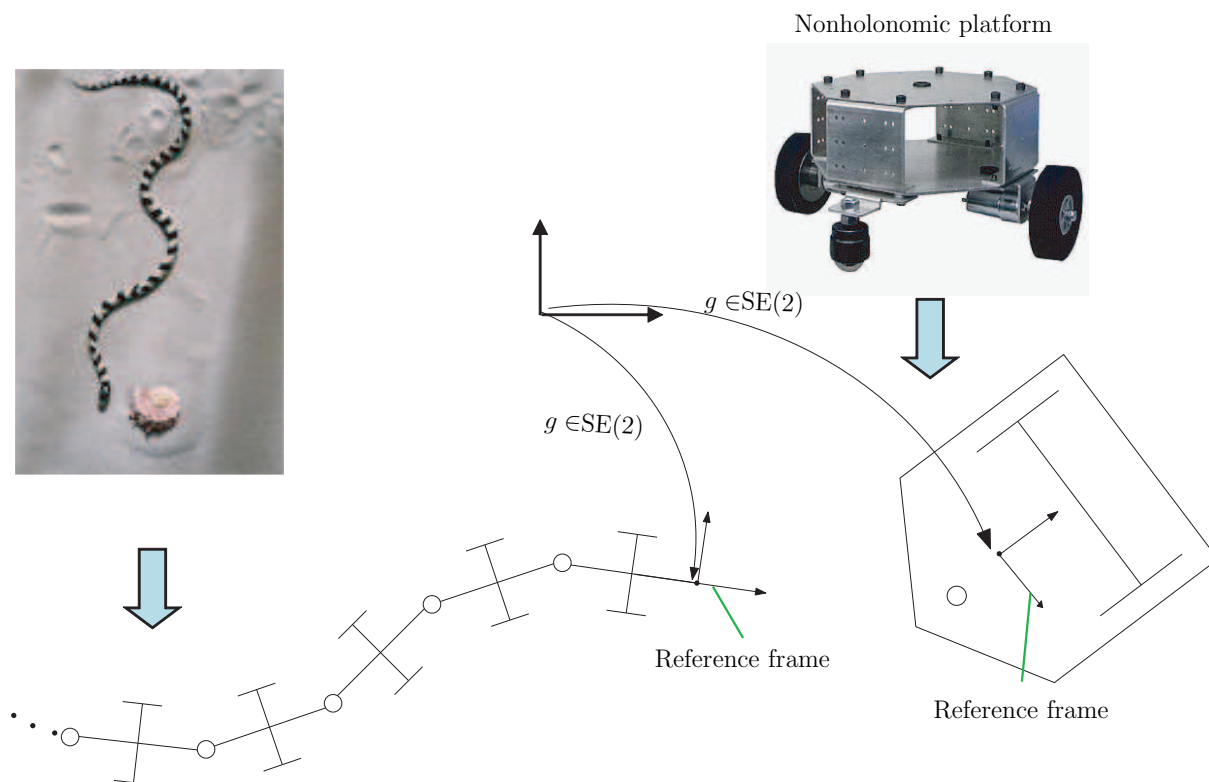 Nonholonomic platform
g ∈SE(2)
g ∈SE(2)
Reference frame
Reference frame